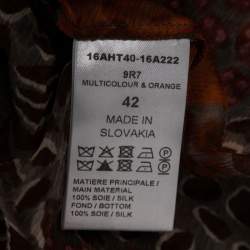 16AHT40-16A222
9R7
MULTICOLOUR & ORANGE
42
MADE IN
SLOVAKIA
MATIÈRE PRINCIPALE /
MAIN MATERIAL
100% SOIE / SILK
FOND / BOTTOM
100% SOIE / SILK